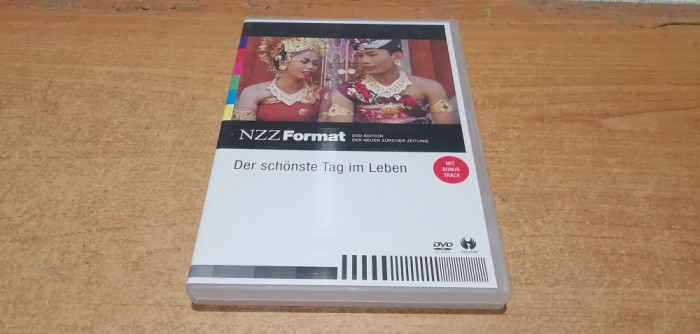 NZZ Format
DVD-EDITION
DER NEUEN ZÜRCHER ZEITUNG
Der schönste Tag im Leben
MIT
BONUS
TRACK
DVD